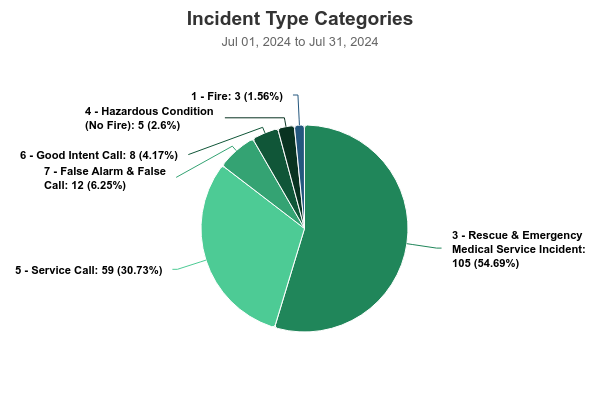 Incident Type Categories
Jul 01, 2024 to Jul 31, 2024
1 - Fire: 3 (1.56%)
4 - Hazardous Condition
(No Fire): 5 (2.6%)
6 - Good Intent Call: 8 (4.17%)
7 - False Alarm & False
Call: 12 (6.25%)
3 - Rescue & Emergency
Medical Service Incident:
105 (54.69%)
5 - Service Call: 59 (30.73%)